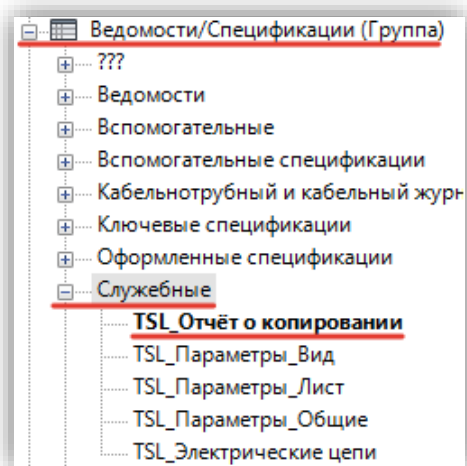 Ведомости/Спецификации (Группа)
???
Ведомости
Вспомогательные
Вспомогательные спецификации
Кабельнотрубный и кабельный журн
Ключевые спецификации
Оформленные спецификации
Служебные
TSL_Отчёт о копировании
TSL_Параметры_Вид
TSL_Параметры_Лист
TSL_Параметры_Общие
TSL_Электрические цепи